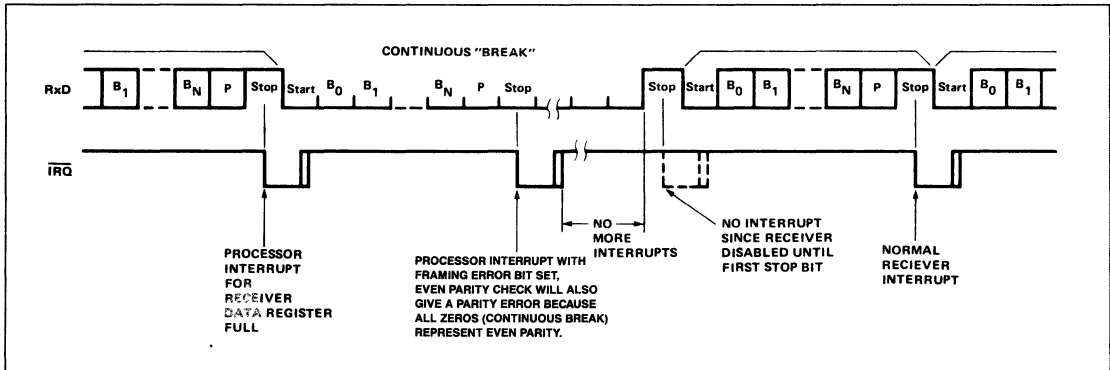 CONTINUOUS "BREAK"
RxD B1 BN P Stop Start B0 B1 BN P Stop Stop Start B0 B1 BN P Stop Start B0 B1
IRQ
PROCESSOR
INTERRUPT
FOR
RECEIVER
DATA REGISTER
FULL
PROCESSOR INTERRUPT WITH
FRAMING ERROR BIT SET,
EVEN PARITY CHECK WILL ALSO
GIVE A PARITY ERROR BECAUSE
ALL ZEROS (CONTINUOUS BREAK)
REPRESENT EVEN PARITY.
NO
MORE
INTERRUPTS
NO INTERRUPT
SINCE RECEIVER
DISABLED UNTIL
FIRST STOP BIT
NORMAL
RECIEVER
INTERRUPT